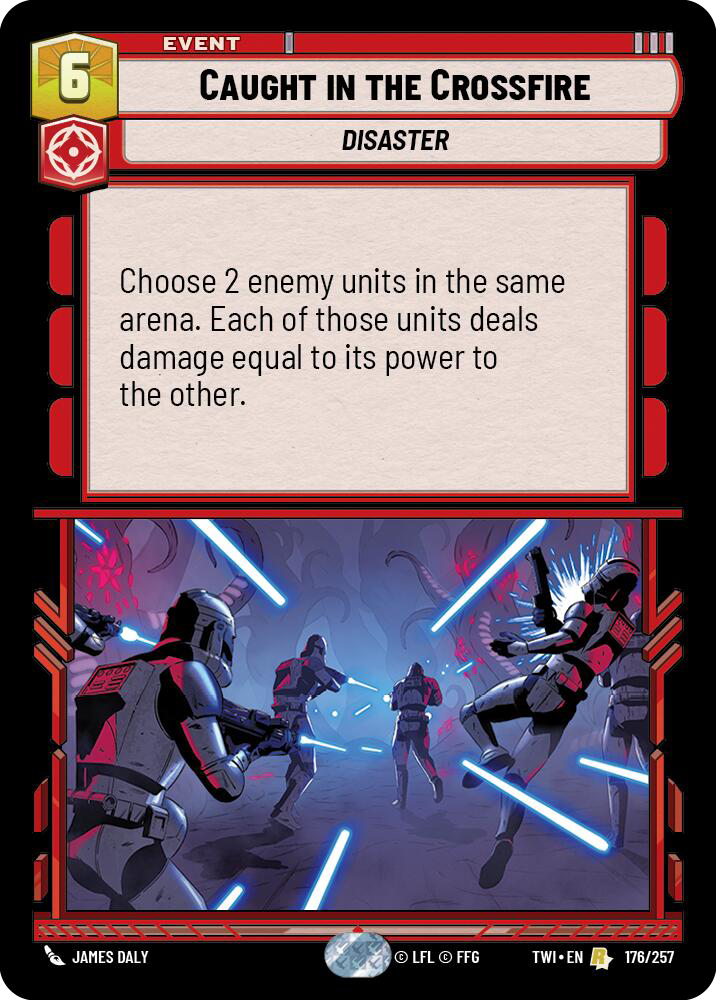 EVENT
6
CAUGHT IN THE CROSSFIRE
DISASTER
Choose 2 enemy units in the same
arena. Each of those units deals
damage equal to its power to
the other.
JAMES DALY
© LFL © FFG
TWI • EN R 176/257